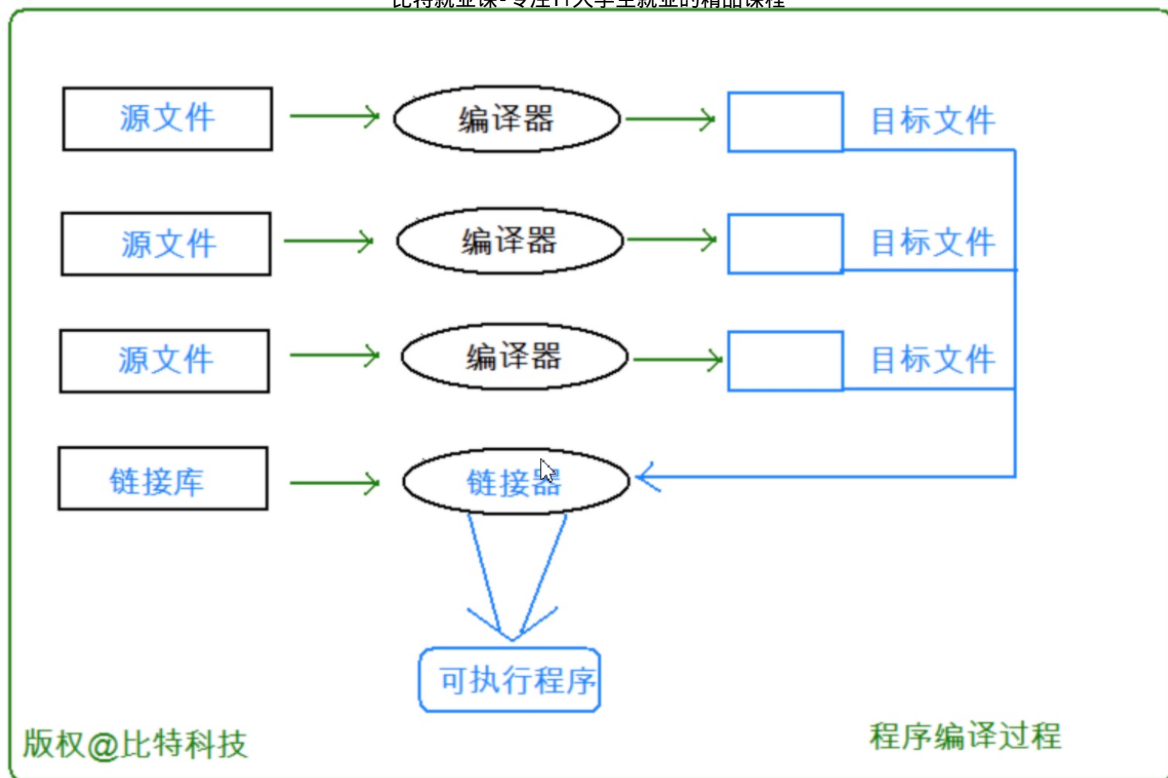 源文件 编译器 目标文件
源文件 编译器 目标文件
源文件 编译器 目标文件
链接库 链接器
可执行程序
版权@比特科技 程序编译过程